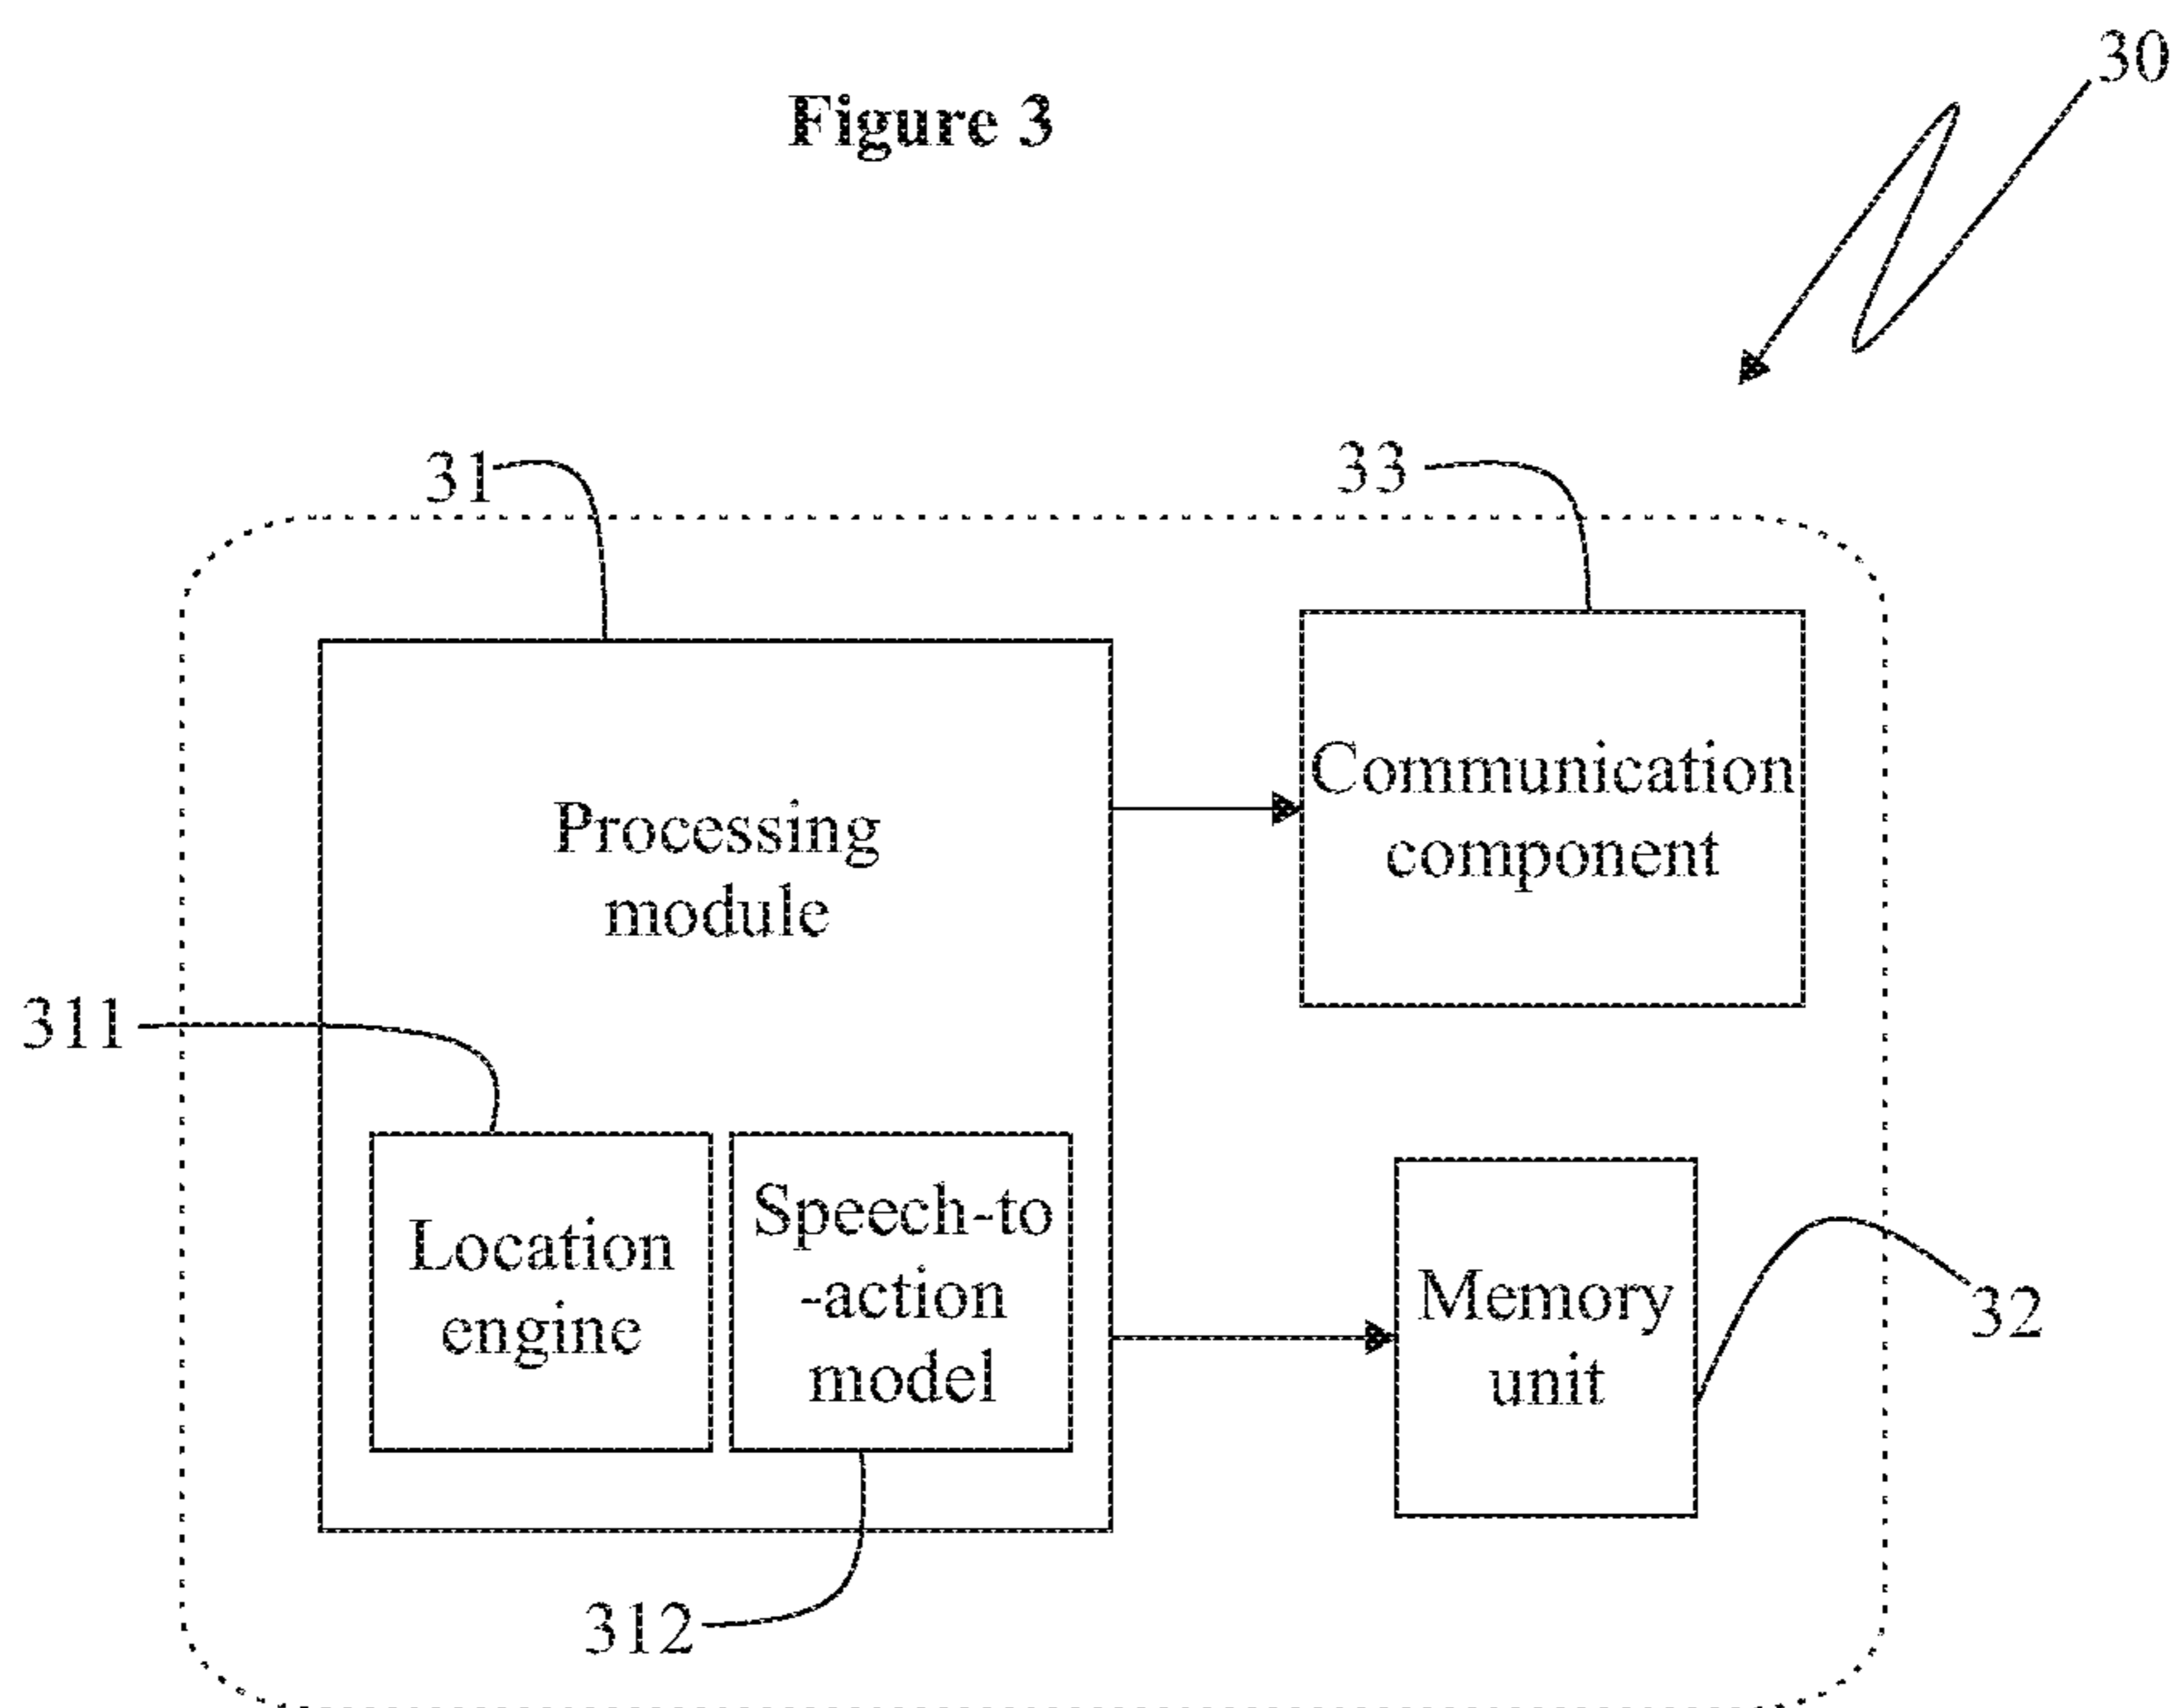 30
Figure 3
31
33
Processing
module
Communication
component
311
Location
engine
Speech-to
-action
model
Memory
unit
32
312